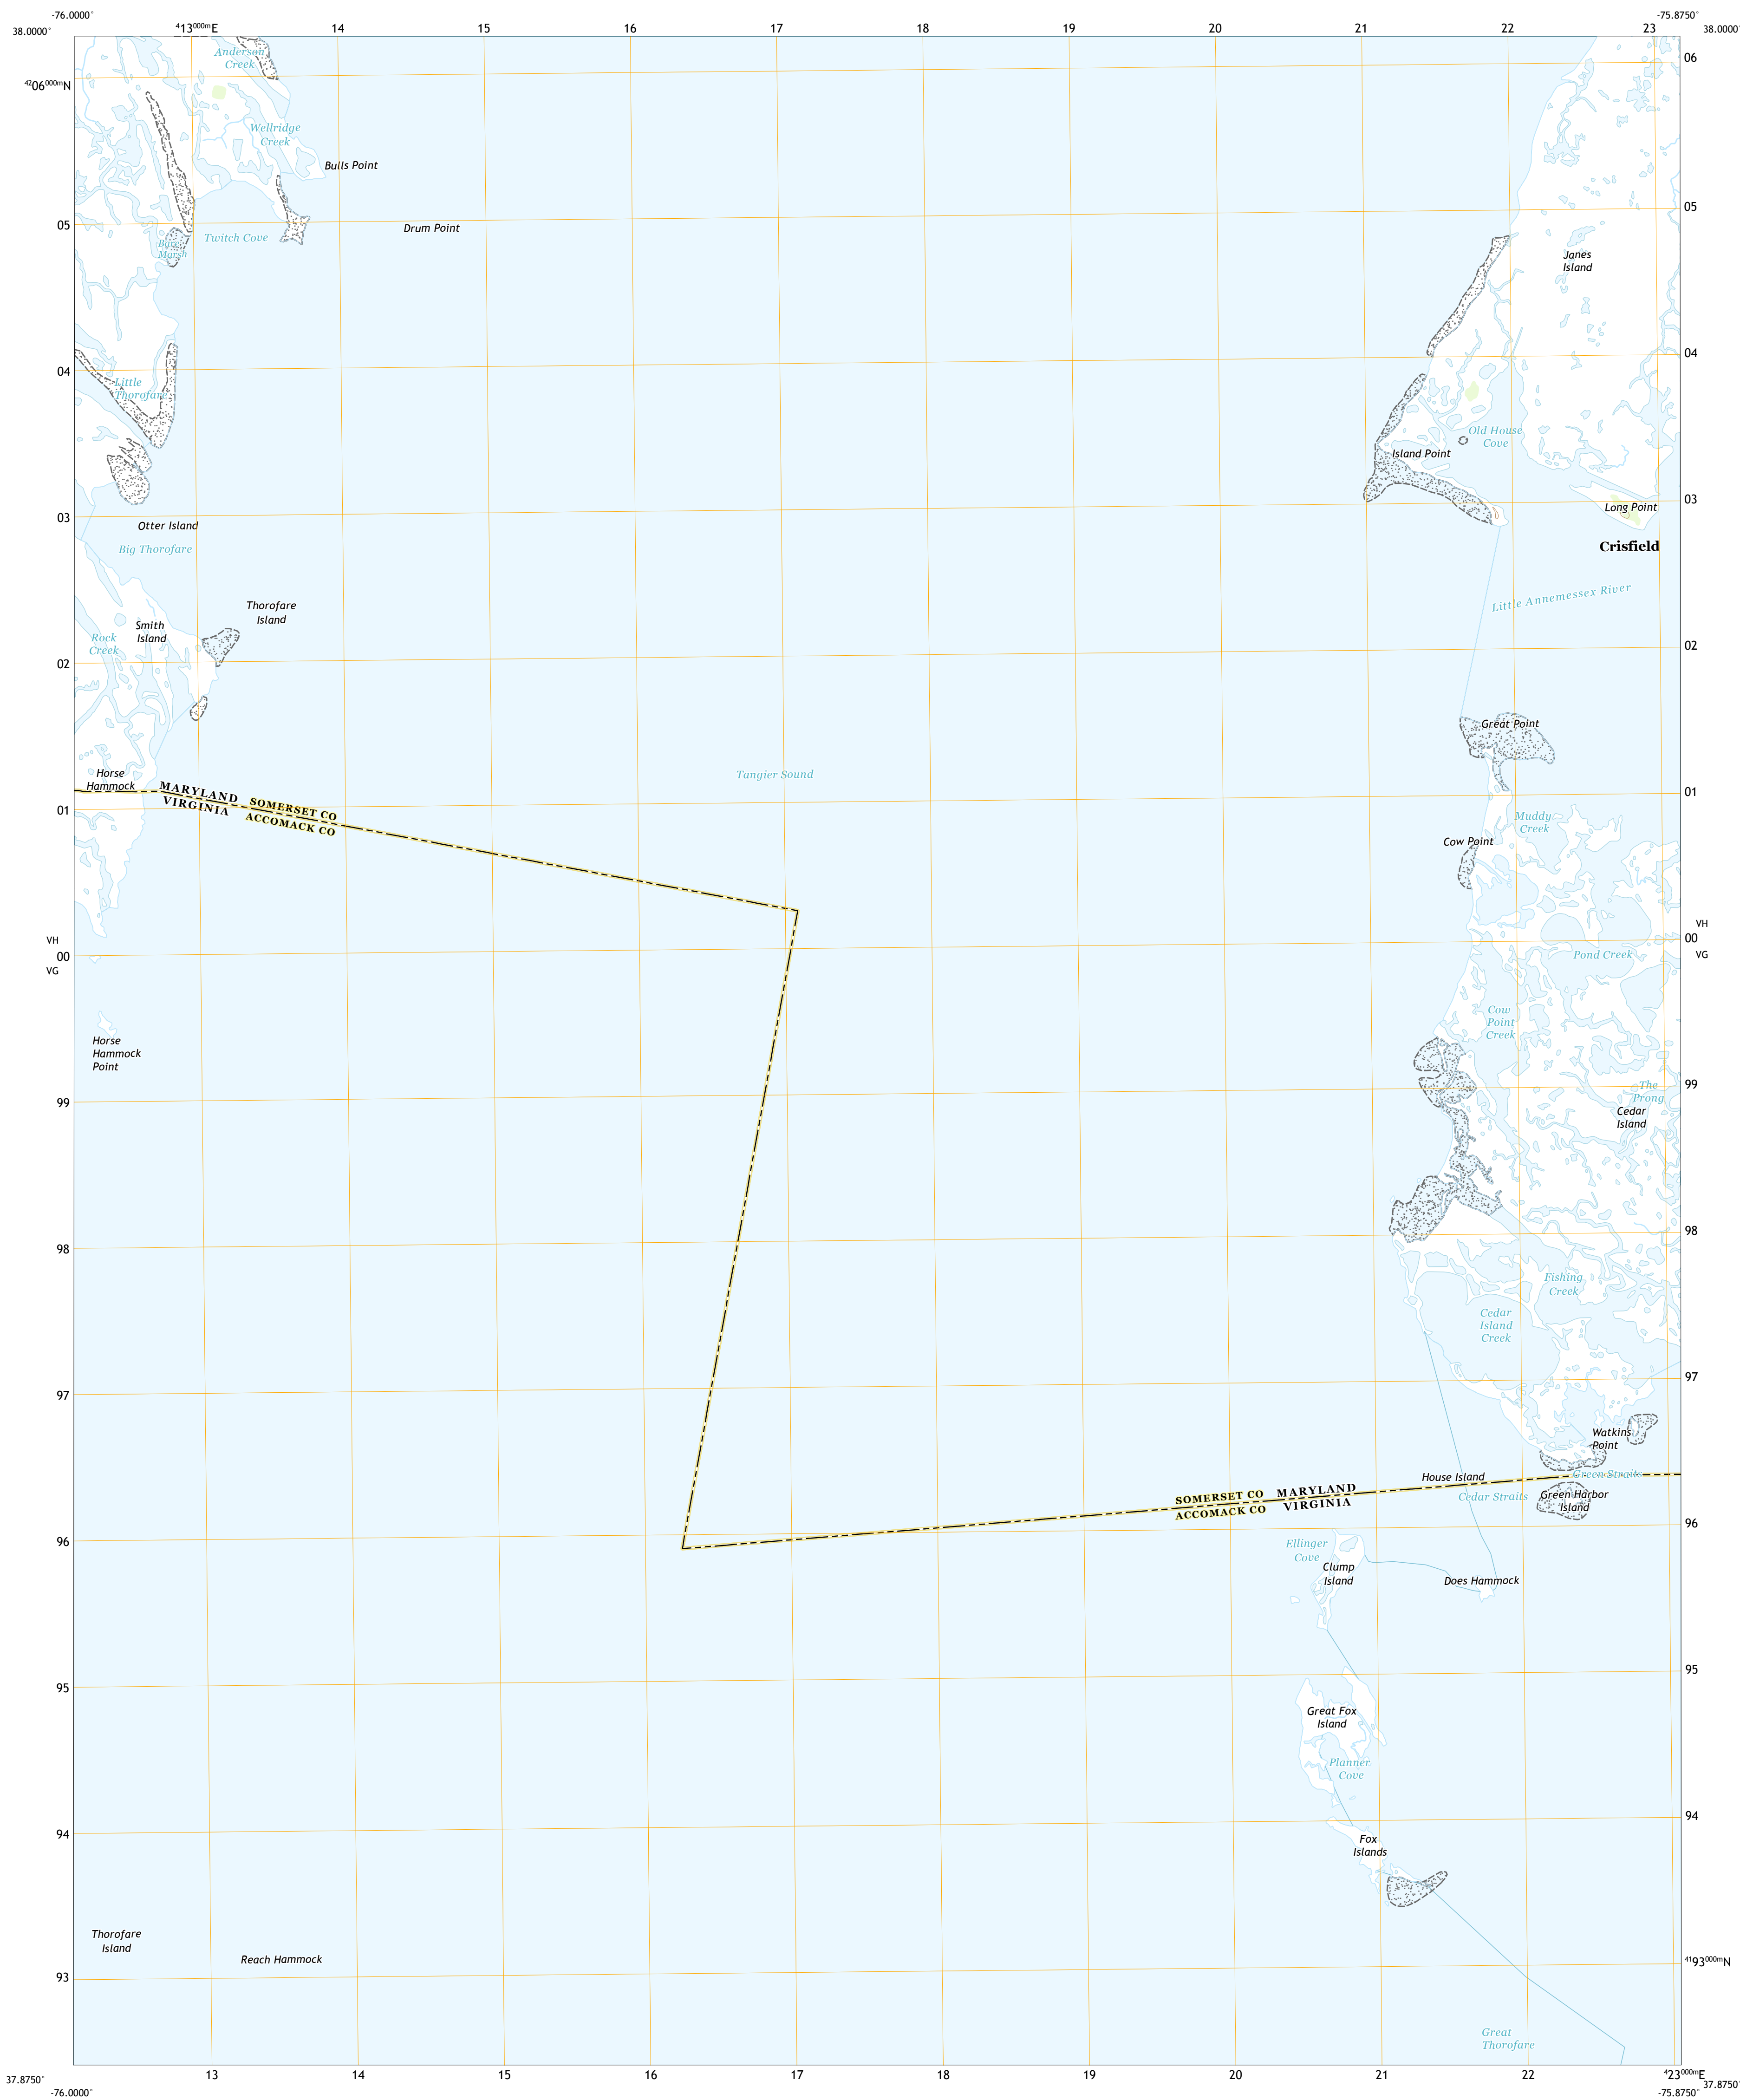 -76.0000°
-75.8750°
38.0000°
38.0000°
⁴13⁰⁰⁰ᵐE
14
15
16
17
18
19
20
21
22
23
Anderson
Creek
06
⁴²06⁰⁰⁰ᵐN
Wellridge
Creek
Bulls Point
05
05
Drum Point
Twitch Cove
Bare
Marsh
Janes
Island
04
04
Little
Thorofare
Old House
Cove
Island Point
03
Long Point
03
Otter Island
Crisfield
Big Thorofare
Little Annemessex River
Thorofare
Island
Smith
Island
Rock
Creek
02
02
Great Point
Tangier Sound
Horse
Hammock
MARYLAND
SOMERSET CO
VIRGINIA
ACCOMACK CO
01
01
Muddy
Creek
Cow Point
VH
VH
00
00
VG
VG
Pond Creek
Cow
Point
Creek
Horse
Hammock
Point
99
99
The
Prong
Cedar
Island
98
98
Fishing
Creek
Cedar
Island
Creek
97
97
Watkins
Point
Green Straits
House Island
SOMERSET CO
MARYLAND
ACCOMACK CO
VIRGINIA
Cedar Straits
Green Harbor
Island
96
96
Ellinger
Cove
Clump
Island
Does Hammock
95
95
Great Fox
Island
Planner
Cove
94
94
Fox
Islands
Thorofare
Island
Reach Hammock
93
⁴¹93⁰⁰⁰ᵐN
Great
Thorofare
13
14
15
16
17
18
19
20
21
22
⁴23⁰⁰⁰ᵐE
37.8750°
37.8750°
-76.0000°
-75.8750°